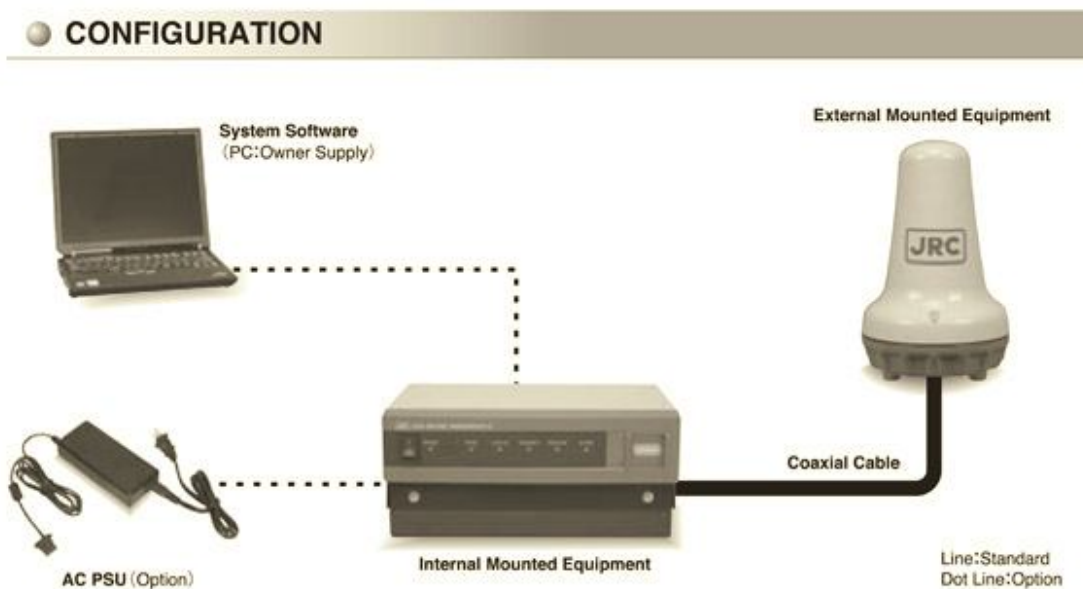 CONFIGURATION
System Software
(PC:Owner Supply)
External Mounted Equipment
JRC
JRC
Coaxial Cable
Internal Mounted Equipment
AC PSU (Option)
Line:Standard
Dot Line:Option